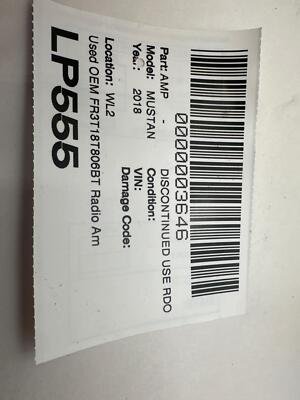 0000003646
Part: AMP - DISCONTINUED USE RDO
Model: MUSTAN Condition:
Year: 2018 VIN:
Damage Code:
Location: WL2
Used OEM FR3T18T806BT Radio Am
LP555